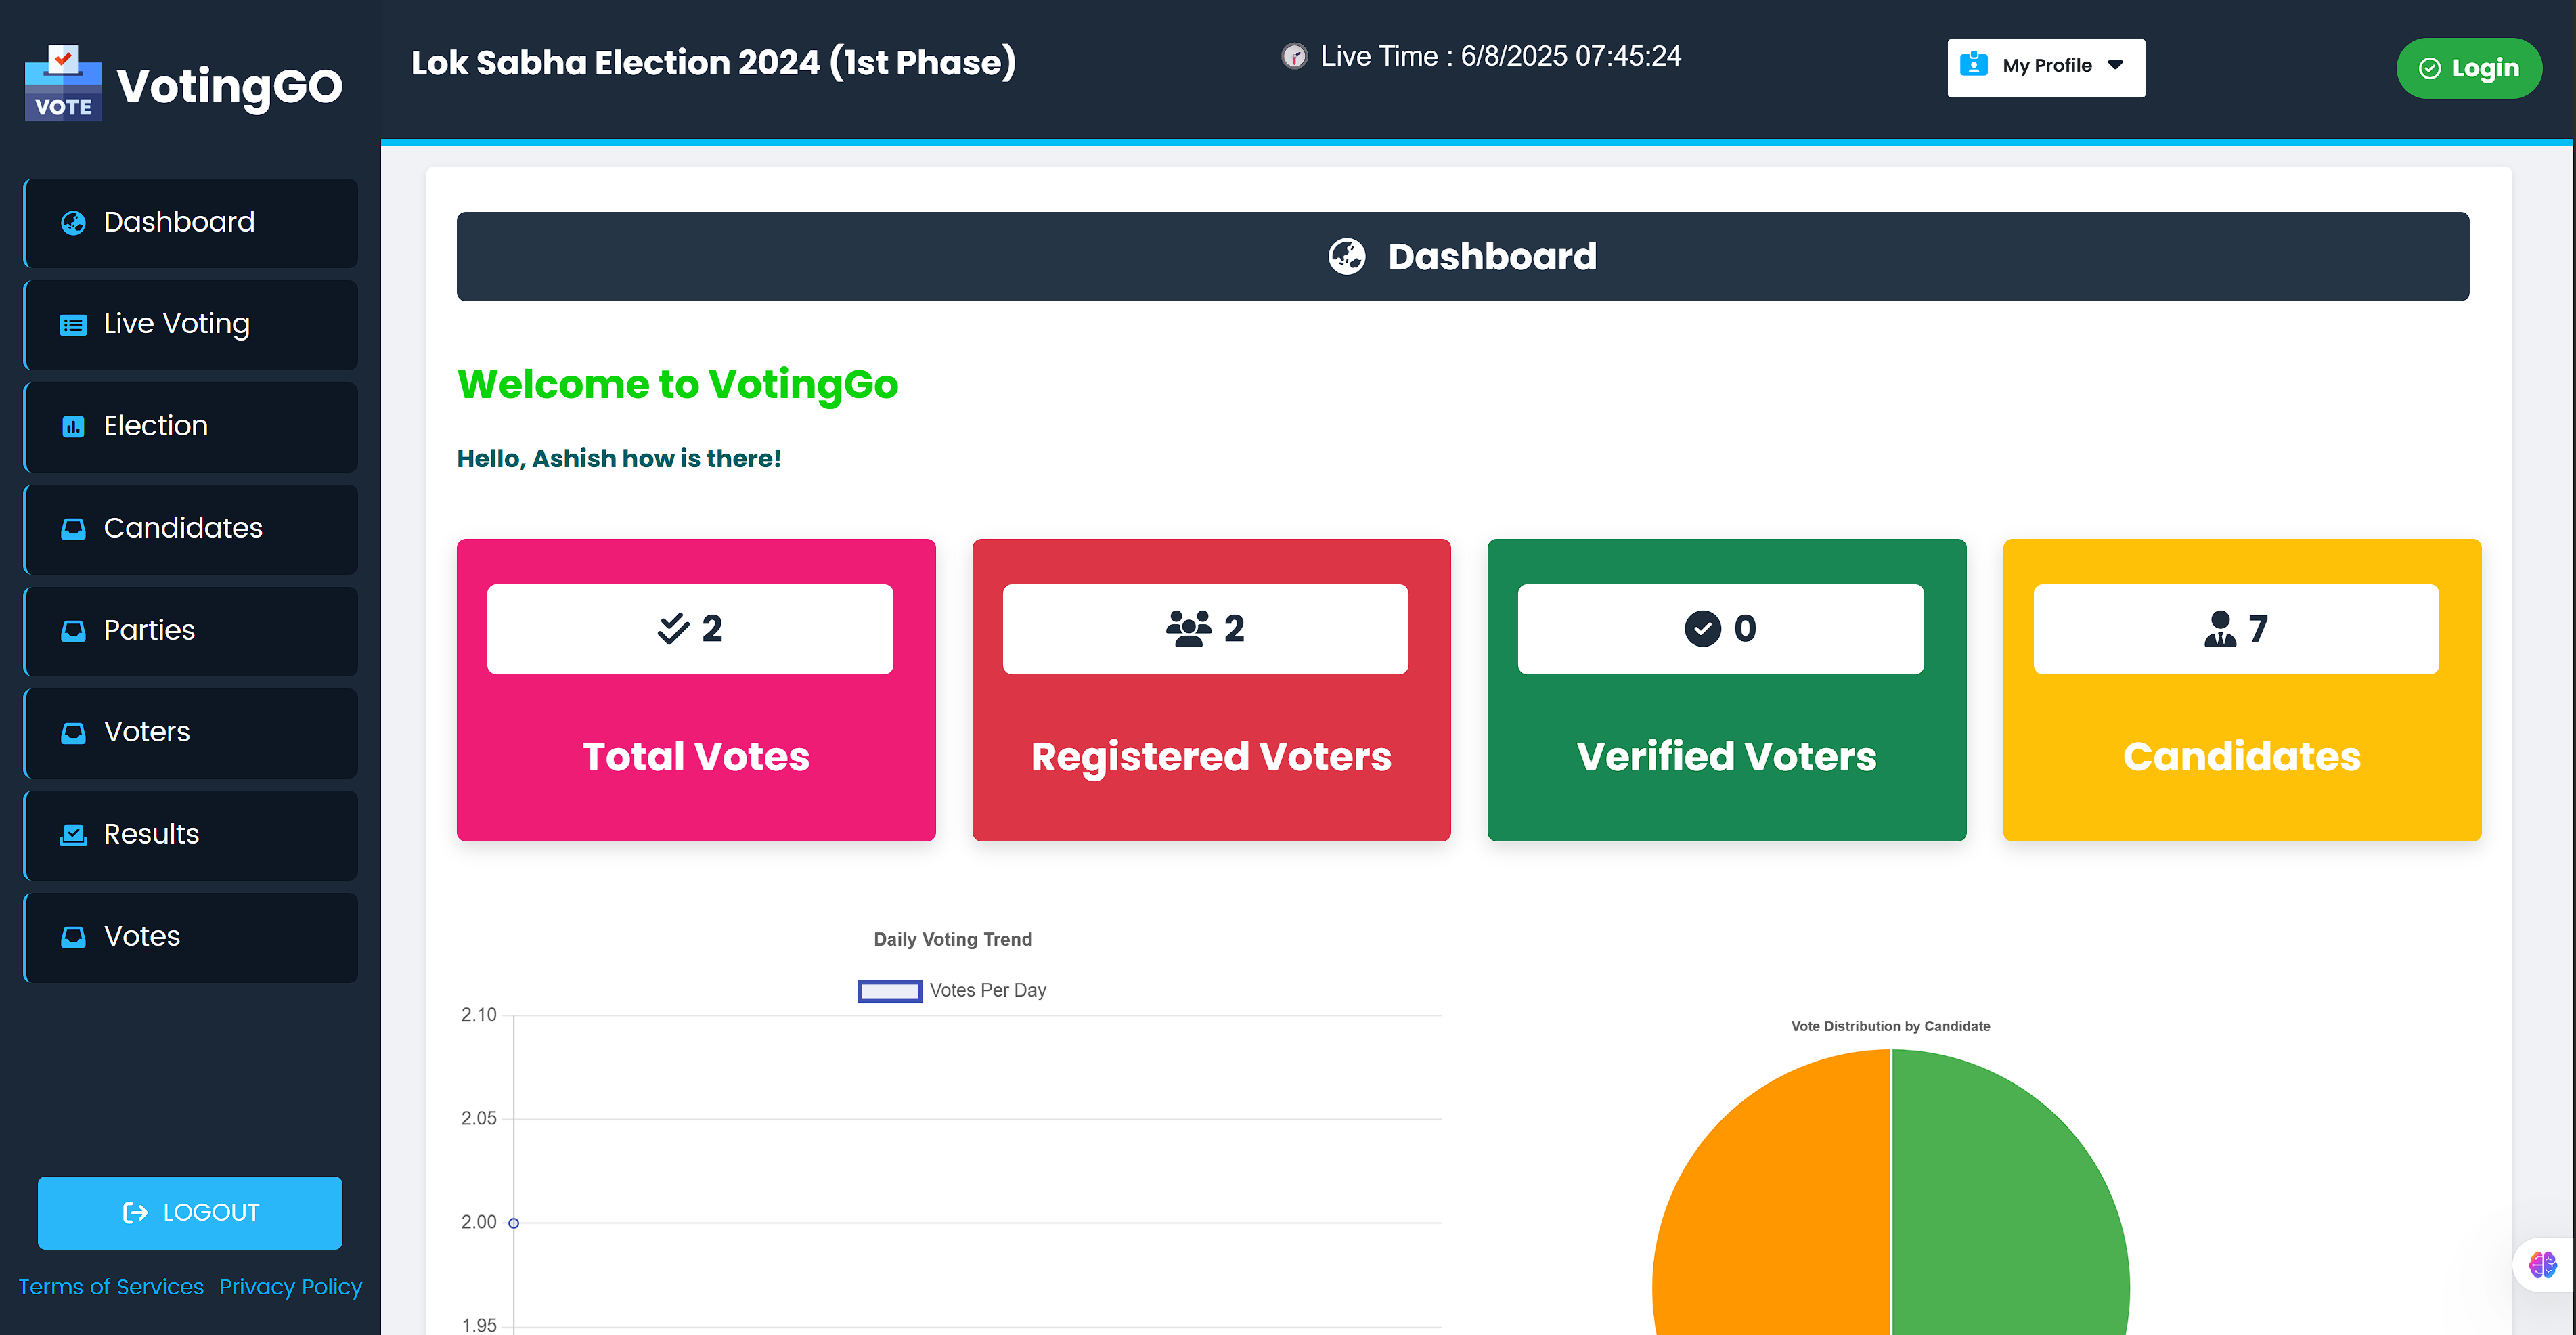 VOTE
VotingGO
Dashboard
Live Voting
Election
Candidates
Parties
Voters
Results
Votes
LOGOUT
Terms of Services Privacy Policy
Lok Sabha Election 2024 (1st Phase)
Live Time : 6/8/2025 07:45:24
My Profile
Login
Dashboard
Welcome to VotingGo
Hello, Ashish how is there!
2
Total Votes
2
Registered Voters
0
Verified Voters
7
Candidates
Daily Voting Trend
Votes Per Day
2.10
2.05
2.00
1.95
Vote Distribution by Candidate